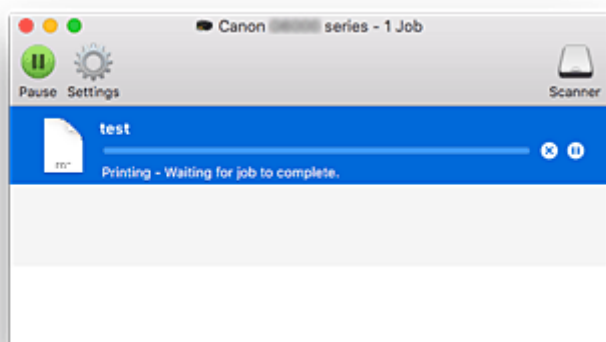 Canon series - 1 Job
Pause Settings Scanner
test
Printing - Waiting for job to complete.